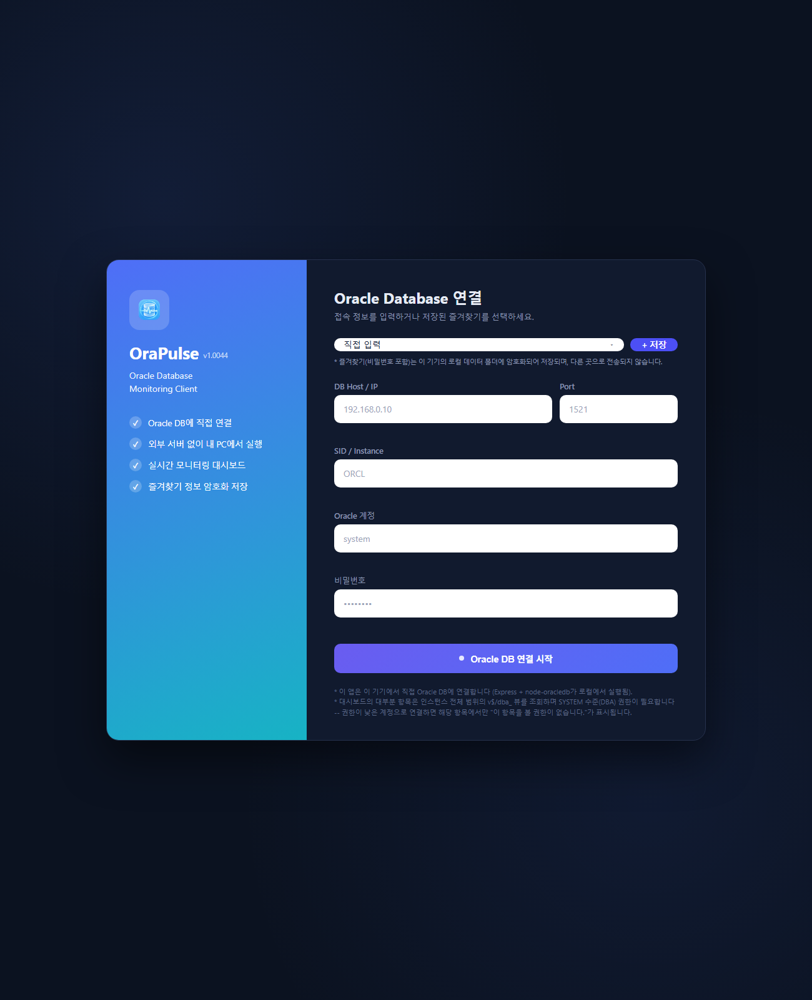 OraPulse v1.0044
Oracle Database
Monitoring Client
Oracle DB에 직접 연결
외부 서버 없이 내 PC에서 실행
실시간 모니터링 대시보드
즐겨찾기 정보 암호화 저장
Oracle Database 연결
접속 정보를 입력하거나 저장된 즐겨찾기를 선택하세요.
직접 입력
+ 저장
* 즐겨찾기(비밀번호 포함)는 이 기기의 로컬 데이터 폴더에 암호화되어 저장되며, 다른 곳으로 전송되지 않습니다.
DB Host / IP
Port
192.168.0.10
1521
SID / Instance
ORCL
Oracle 계정
system
비밀번호
••••••••
Oracle DB 연결 시작
* 이 앱은 이 기기에서 직접 Oracle DB에 연결합니다 (Express + node-oracledb가 로컬에서 실행됨).
* 대시보드의 대부분 항목은 인스턴스 전체 범위의 v$/dba_ 뷰를 조회하며 SYSTEM 수준(DBA) 권한이 필요합니다
-- 권한이 낮은 계정으로 연결하면 해당 항목에서만 "이 항목을 볼 권한이 없습니다."가 표시됩니다.